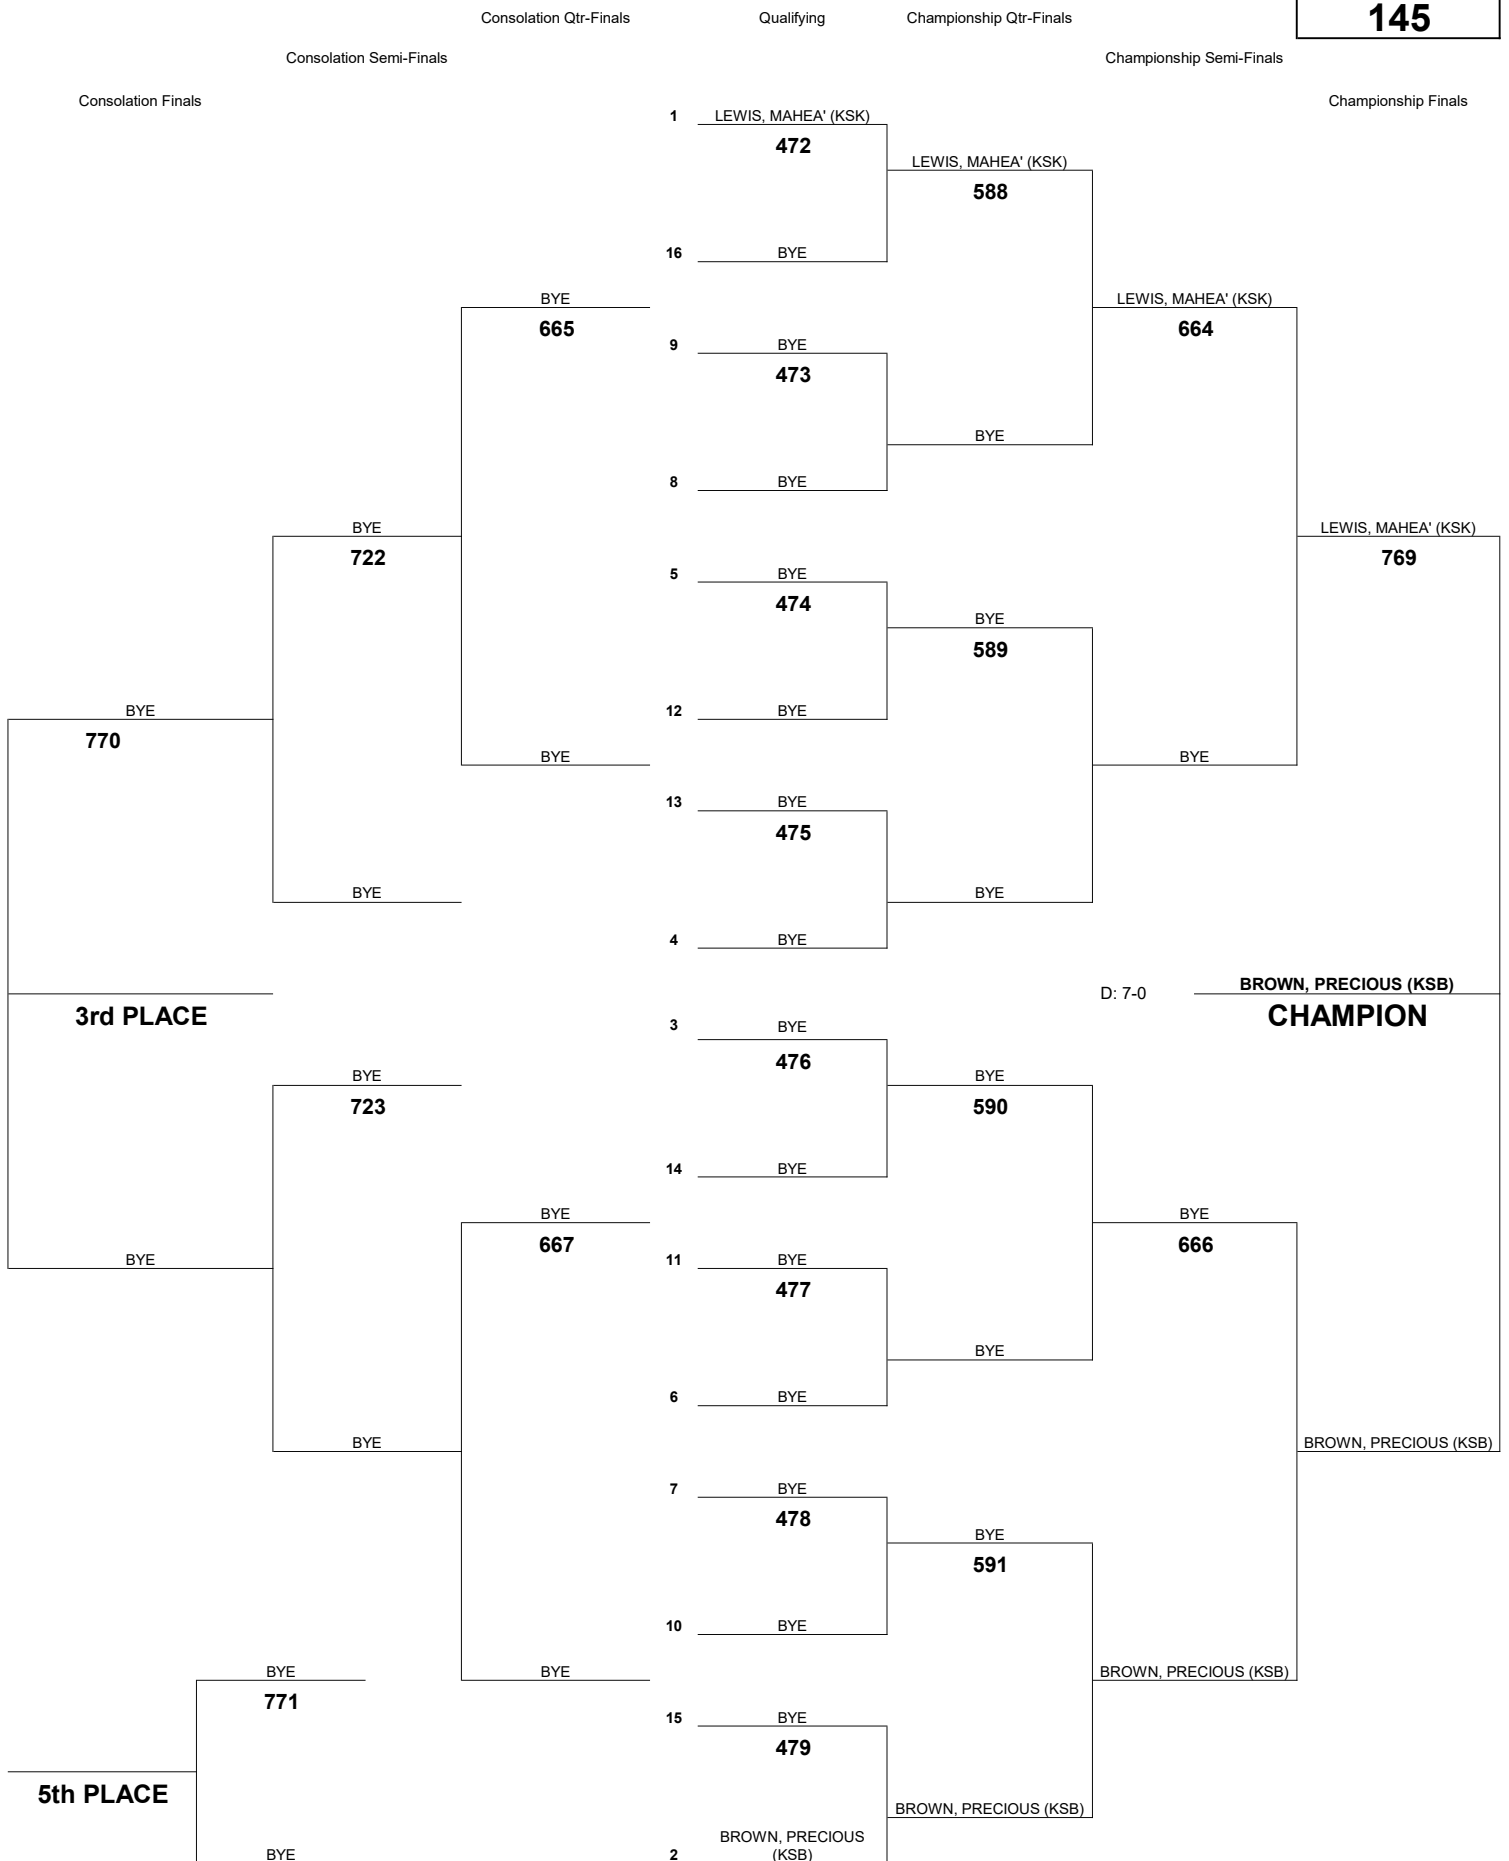 Consolation Qtr-Finals Qualifying Championship Qtr-Finals 145
Consolation Semi-Finals Championship Semi-Finals
Consolation Finals Championship Finals
1 LEWIS, MAHEA' (KSK)
472
LEWIS, MAHEA' (KSK)
588
16 BYE
BYE LEWIS, MAHEA' (KSK)
665 664
9 BYE
473
BYE
8 BYE
BYE LEWIS, MAHEA' (KSK)
722 769
5 BYE
474
BYE
589
BYE 12 BYE
770
BYE BYE
13 BYE
475
BYE BYE
4 BYE
D: 7-0 BROWN, PRECIOUS (KSB)
3rd PLACE CHAMPION
3 BYE
476
BYE BYE
723 590
14 BYE
BYE BYE
667 666
BYE 11 BYE
477
BYE
6 BYE
BYE BROWN, PRECIOUS (KSB)
7 BYE
478
BYE
591
10 BYE
BYE BYE BROWN, PRECIOUS (KSB)
771
15 BYE
479
5th PLACE
BROWN, PRECIOUS (KSB)
BROWN, PRECIOUS
BYE 2 (KSB)